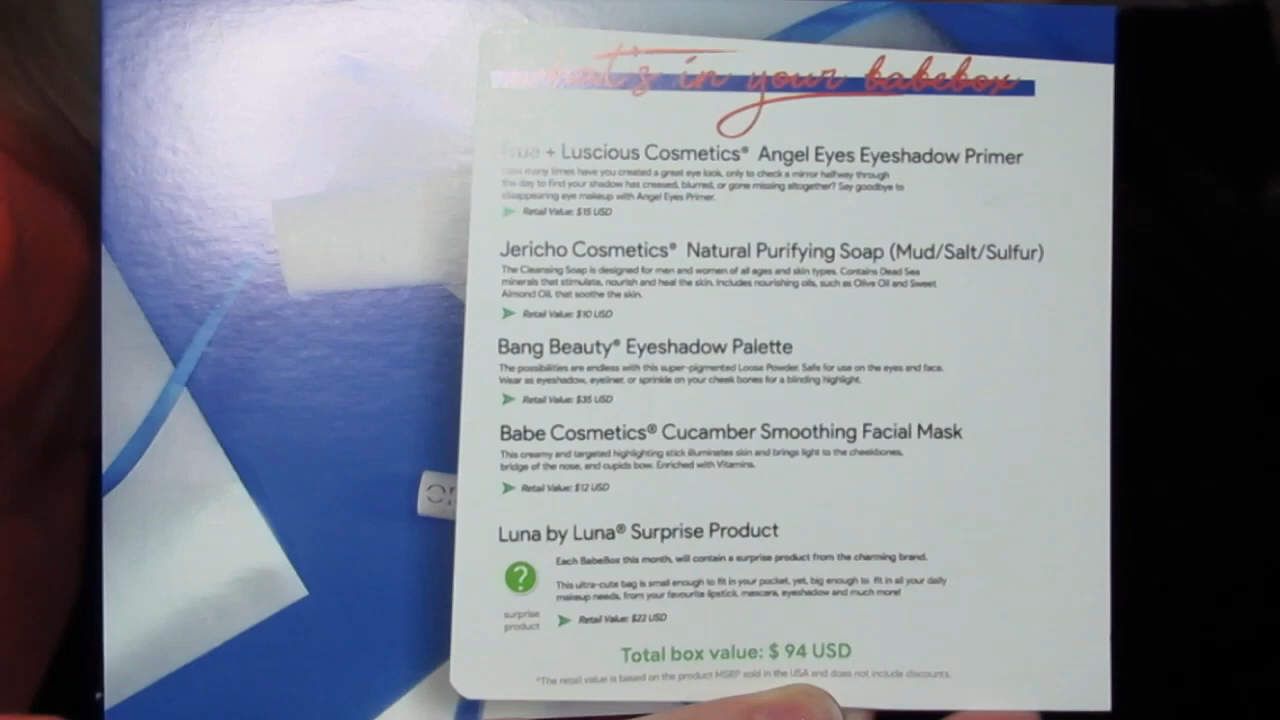 what's in your babebox
True + Luscious Cosmetics® Angel Eyes Eyeshadow Primer
many times have you created a great eye look, only to check a mirror halfway through
the day to find your shadow has creased, blurred, or gone missing altogether? Say goodbye to
disappearing eye makeup with Angel Eyes Primer.
Retail Value: $15 USD
Jericho Cosmetics® Natural Purifying Soap (Mud/Salt/Sulfur)
The Cleansing Soap is designed for men and women of all ages and skin types. Contains Dead Sea
minerals that stimulate, nourish and heal the skin. Includes nourishing oils, such as Olive Oil and Sweet
Almond Oil, that soothe the skin.
Retail Value: $10 USD
Bang Beauty® Eyeshadow Palette
The possibilities are endless with this super-pigmented Loose Powder. Safe for use on the eyes and face.
Wear as eyeshadow, eyeliner, or sprinkle on your cheek bones for a blinding highlight.
Retail Value: $35 USD
Babe Cosmetics® Cucamber Smoothing Facial Mask
This creamy and targeted highlighting stick illuminates skin and brings light to the cheekbones,
bridge of the nose, and cupids bow. Enriched with Vitamins.
Retail Value: $12 USD
Luna by Luna® Surprise Product
Each BabeBox this month, will contain a surprise product from the charming brand.
?
This ultra-cute bag is small enough to fit in your pocket, yet, big enough to fit in all your daily
makeup needs, from your favourite lipstick, mascara, eyeshadow and much more!
surprise
product
Retail Value: $22 USD
Total box value: $ 94 USD
*The retail value is based on the product MSRP sold in the USA and does not include discounts.